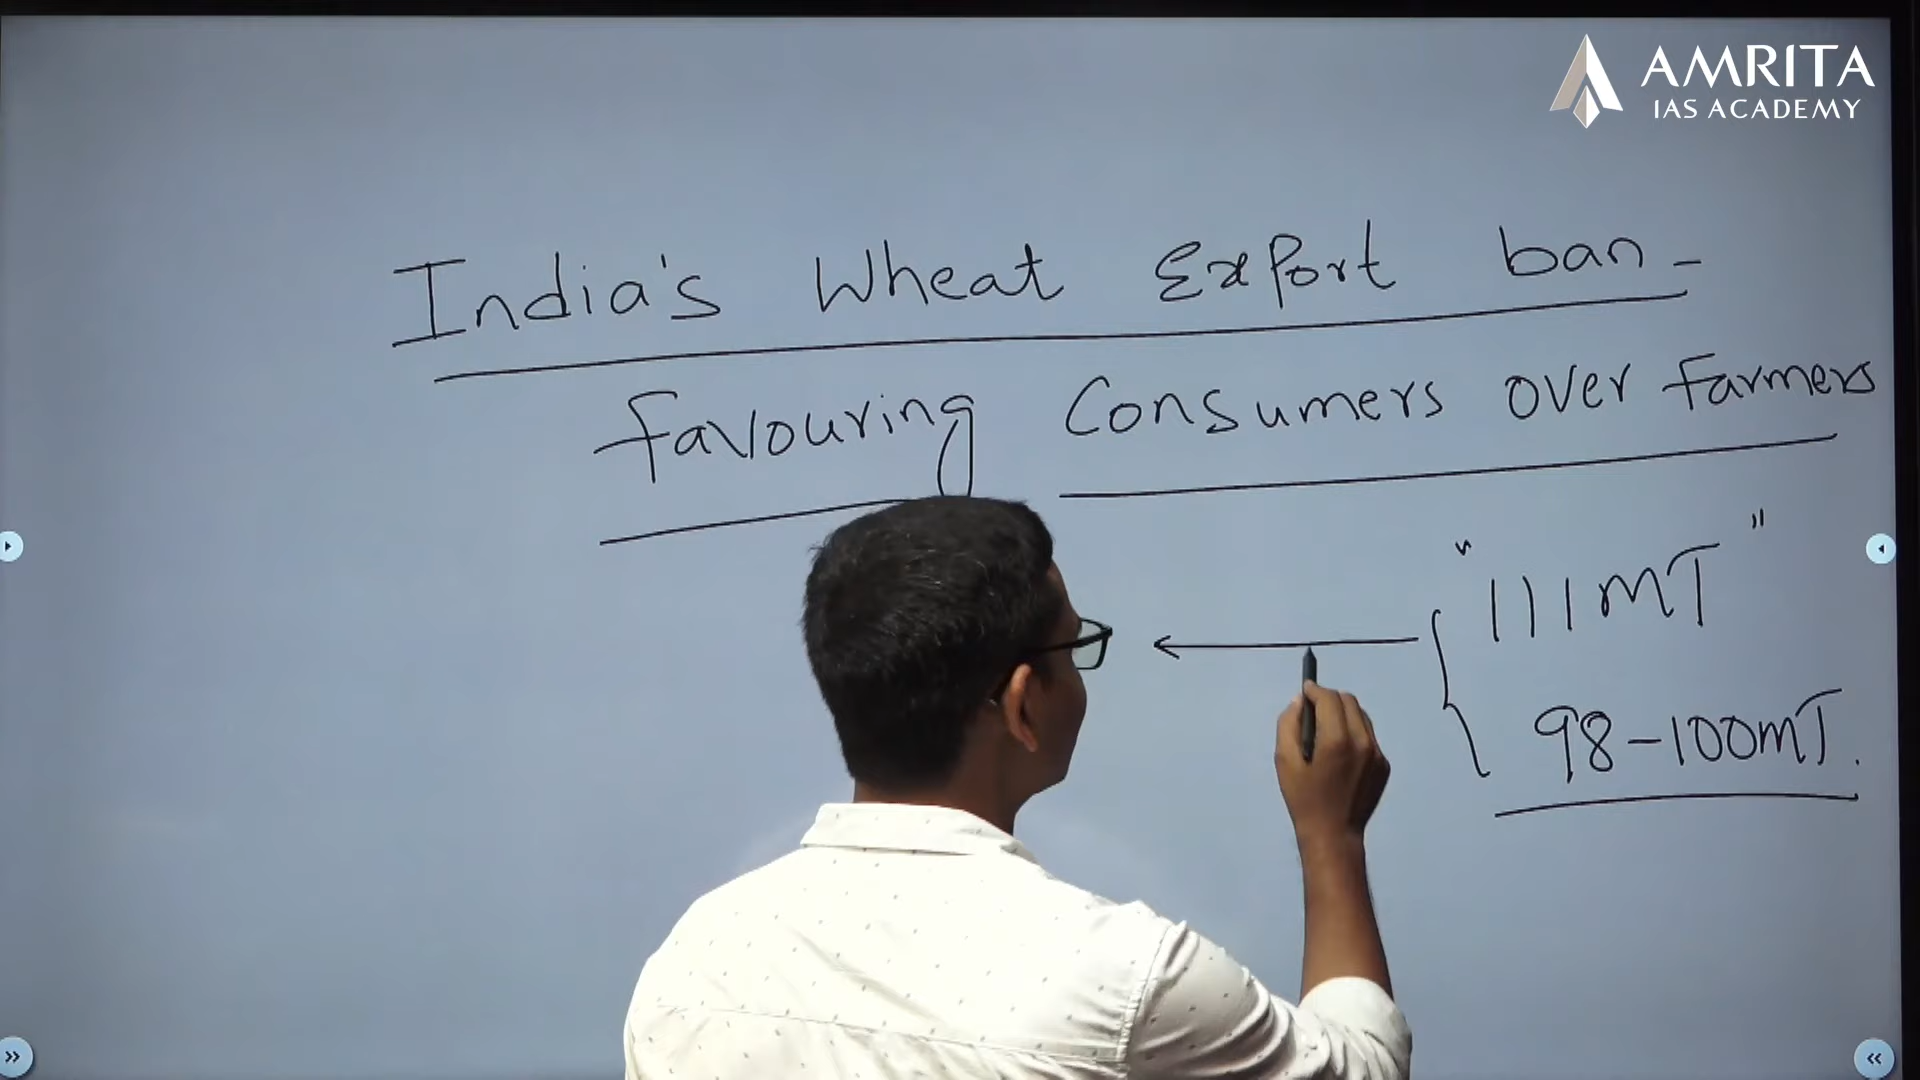 AMRITA
IAS ACADEMY
India's Wheat Export ban -
favouring Consumers over farmers
"111MT"
98-100MT.